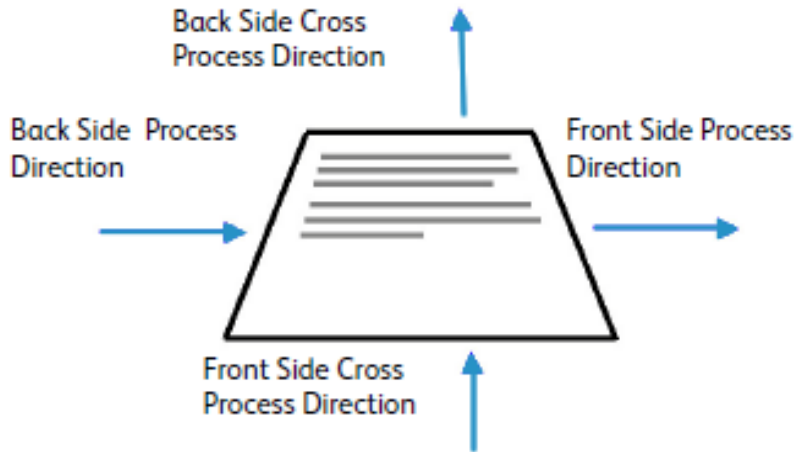 Back Side Cross
Process Direction
Back Side Process
Direction
Front Side Process
Direction
Front Side Cross
Process Direction